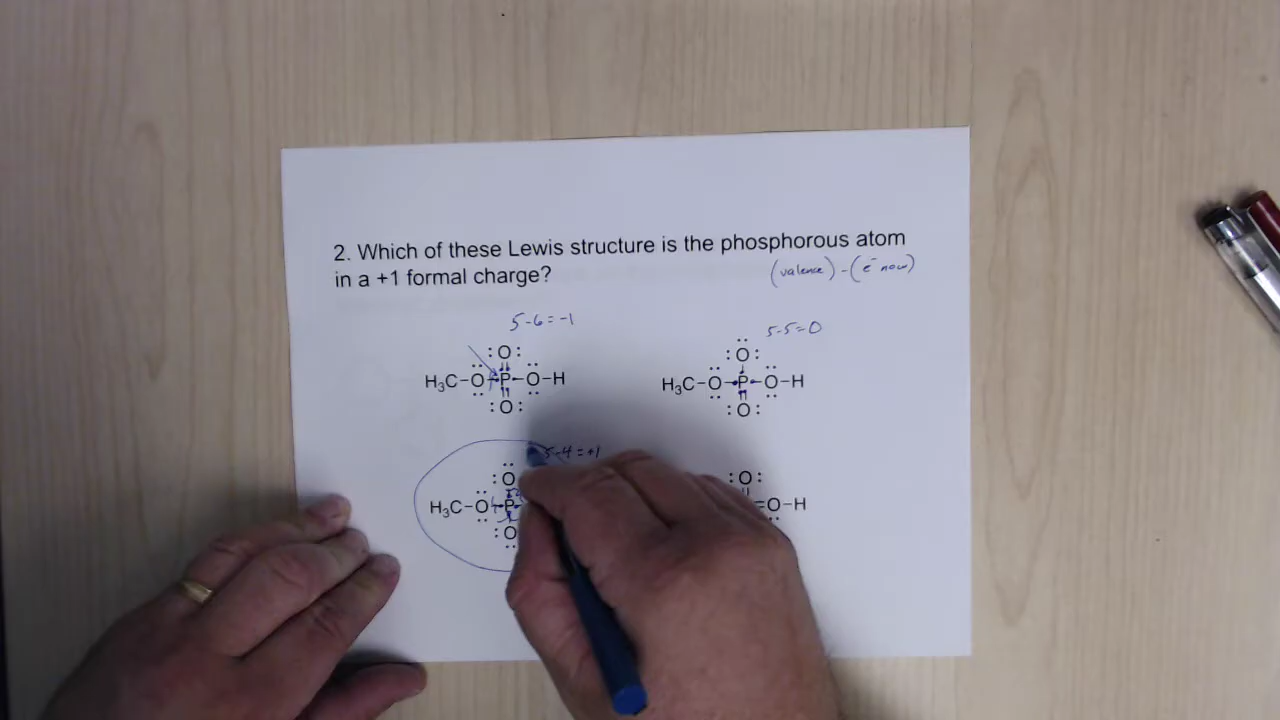 2. Which of these Lewis structure is the phosphorous atom
in a +1 formal charge?
(valence) - (e⁻ now)
5-6=-1
5-5=0
:O:
:O:
H₃C-O-P-O-H
H₃C-O-P-O-H
:O:
:O:
5-4=+1
:O
:O:
H₃C-O-P
=O-H
:O